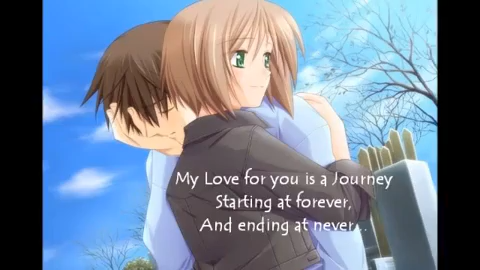 My Love for you is a Journey
Starting at forever,
And ending at never...